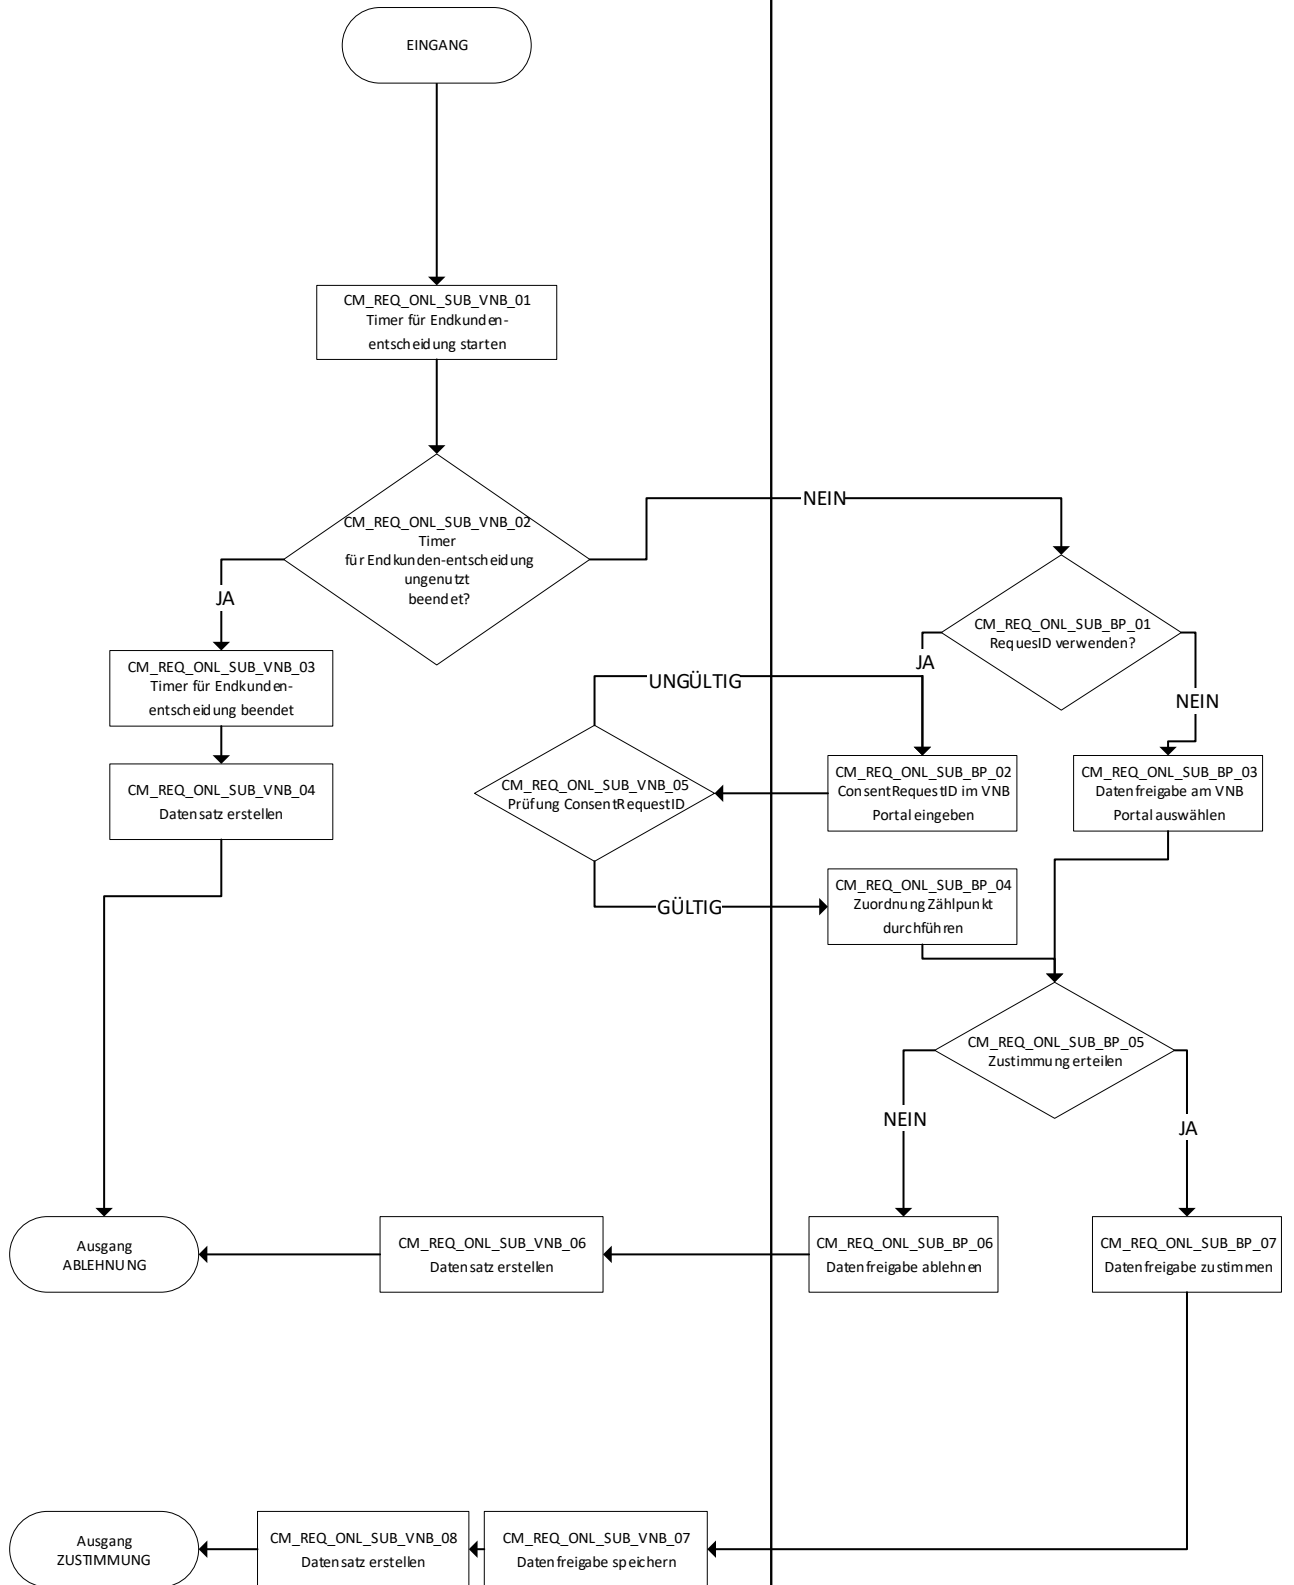 EINGANG
CM_REQ_ONL_SUB_VNB_01
Timer für Endkunden-
entscheidung starten
CM_REQ_ONL_SUB_VNB_02
Timer
für Endkunden-entscheidung
ungenutzt
beendet?
NEIN
JA
CM_REQ_ONL_SUB_BP_01
RequesID verwenden?
CM_REQ_ONL_SUB_VNB_03
Timer für Endkunden-
entscheidung beendet
UNGÜLTIG
JA
NEIN
CM_REQ_ONL_SUB_VNB_04
Datensatz erstellen
CM_REQ_ONL_SUB_VNB_05
Prüfung ConsentRequestID
CM_REQ_ONL_SUB_BP_02
ConsentRequestID im VNB
Portal eingeben
CM_REQ_ONL_SUB_BP_03
Datenfreigabe am VNB
Portal auswählen
GÜLTIG
CM_REQ_ONL_SUB_BP_04
Zuordnung Zählpunkt
durchführen
CM_REQ_ONL_SUB_BP_05
Zustimmung erteilen
NEIN
JA
Ausgang
ABLEHNUNG
CM_REQ_ONL_SUB_VNB_06
Datensatz erstellen
CM_REQ_ONL_SUB_BP_06
Datenfreigabe ablehnen
CM_REQ_ONL_SUB_BP_07
Datenfreigabe zustimmen
Ausgang
ZUSTIMMUNG
CM_REQ_ONL_SUB_VNB_08
Datensatz erstellen
CM_REQ_ONL_SUB_VNB_07
Datenfreigabe speichern